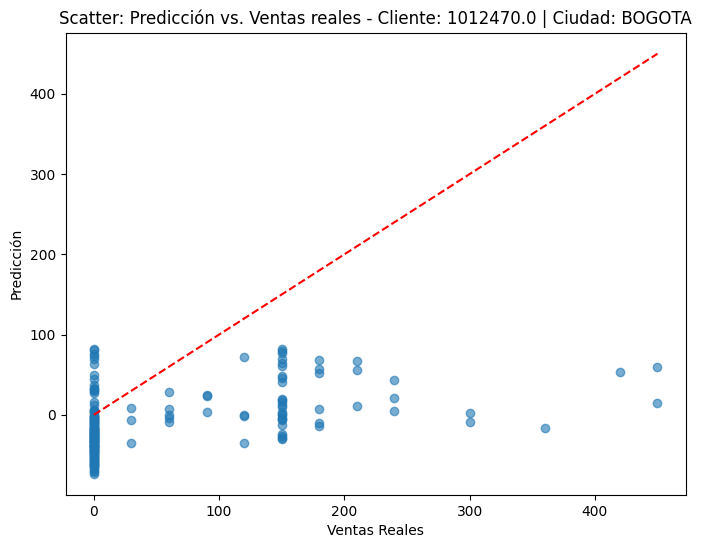 Scatter: Predicción vs. Ventas reales - Cliente: 1012470.0 | Ciudad: BOGOTA
400
300
200
100
0
Predicción
0 100 200 300 400
Ventas Reales